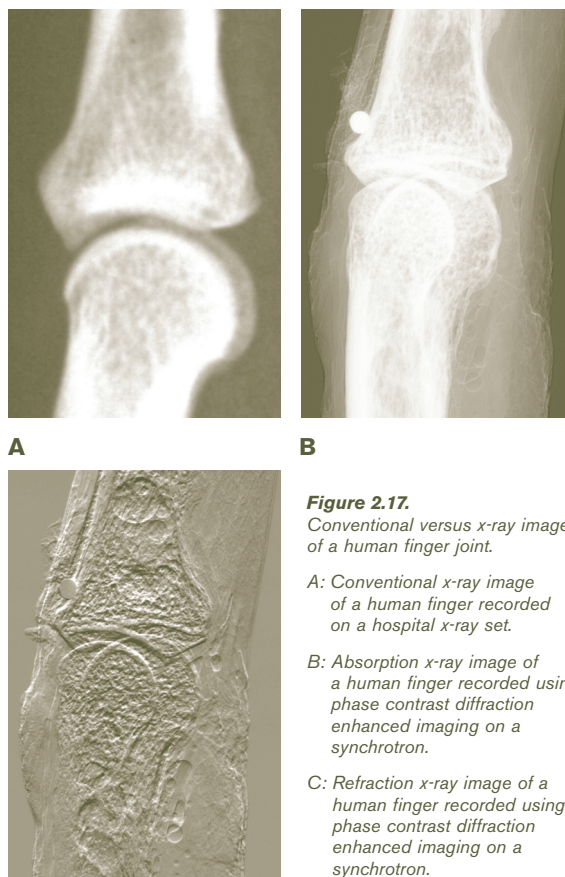 A B
Figure 2.17.
Conventional versus x-ray image
of a human finger joint.
A: Conventional x-ray image
of a human finger recorded
on a hospital x-ray set.
B: Absorption x-ray image of
a human finger recorded usin
phase contrast diffraction
enhanced imaging on a
synchrotron.
C: Refraction x-ray image of a
human finger recorded using
phase contrast diffraction
enhanced imaging on a
synchrotron.